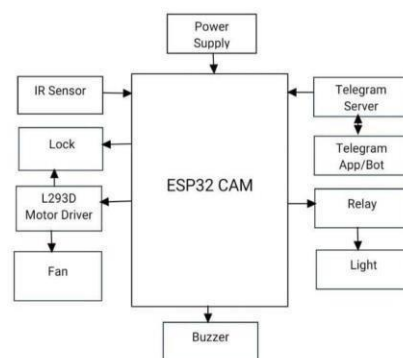 Power
Supply
IR Sensor
Telegram
Server
Lock
Telegram
App/Bot
ESP32 CAM
L293D
Motor Driver
Relay
Fan
Light
Buzzer